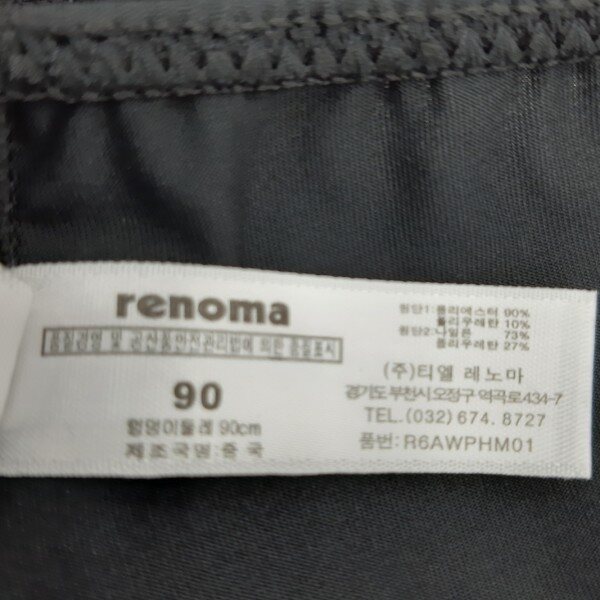 renoma
품질경영 및 공산품안전관리법에 의한 품질표시
90
헝덩이둘레 90cm
제조국명:중국
원단1:폴리에스터 90%
폴리우레탄 10%
원단2:나일론 73%
폴리우레탄 27%
(주)티엘 레노마
경기도 부천시 오정구 역곡로 434-7
TEL.(032) 674. 8727
품번: R6AWPHM01